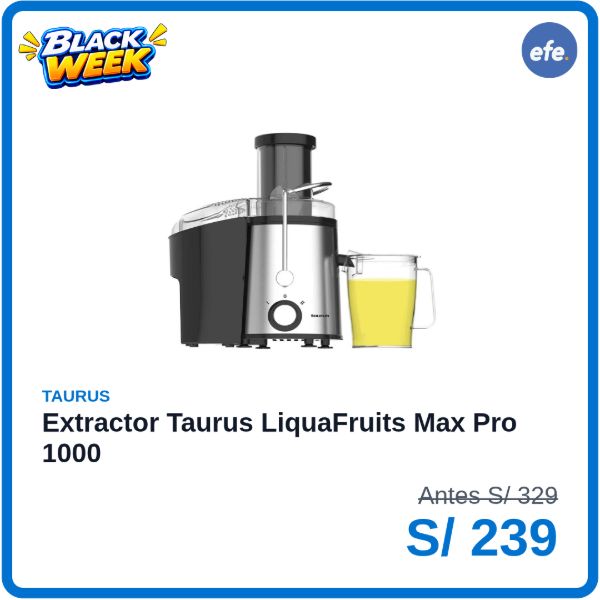 BLACK
WEEK
efe.
TAURUS
Extractor Taurus LiquaFruits Max Pro
1000
Antes S/ 329
S/ 239